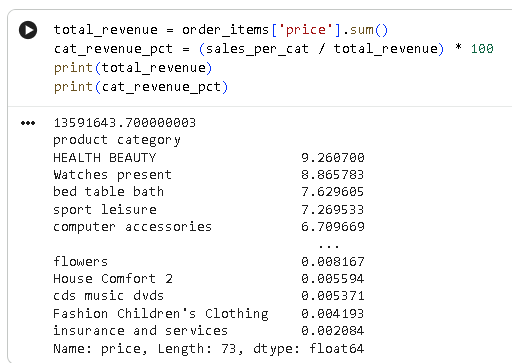 total_revenue = order_items['price'].sum()
cat_revenue_pct = (sales_per_cat / total_revenue) * 100
print(total_revenue)
print(cat_revenue_pct)
13591643.700000003
product category
HEALTH BEAUTY 9.260700
Watches present 8.865783
bed table bath 7.629605
sport leisure 7.269533
computer accessories 6.709669
...
flowers 0.008167
House Comfort 2 0.005594
cds music dvds 0.005371
Fashion Children's Clothing 0.004193
insurance and services 0.002084
Name: price, Length: 73, dtype: float64